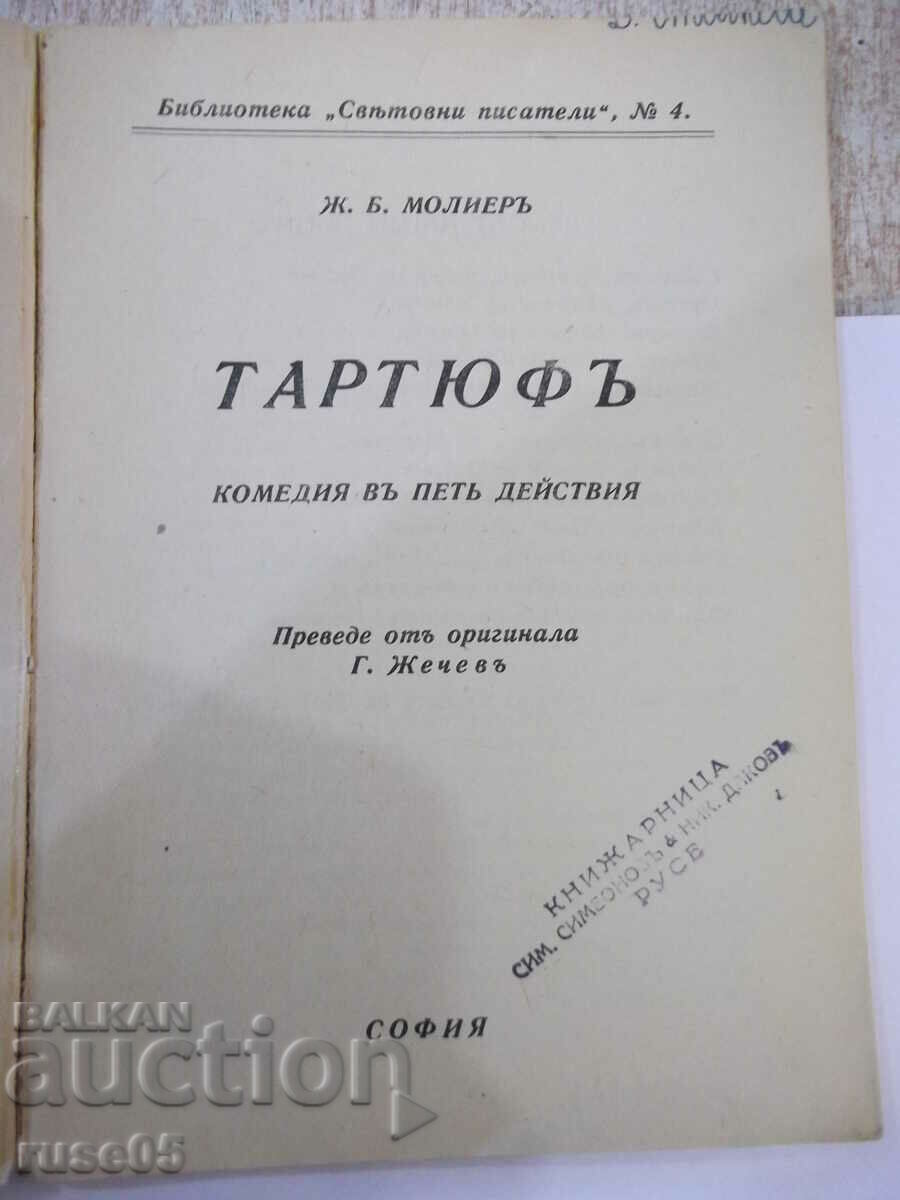 Библиотека „Свѣтовни писатели“, № 4.
Ж. Б. МОЛИЕРЪ
ТАРТЮФЪ
КОМЕДИЯ ВЪ ПЕТЬ ДЕЙСТВИЯ
Преведе отъ оригинала
Г. Жечевъ
КНИЖАРНИЦА
СИМ. СИМЕОНОВЪ & НИК. ДАКОВЪ
РУСЕ
СОФИЯ
BALKAN
auction
ruse05